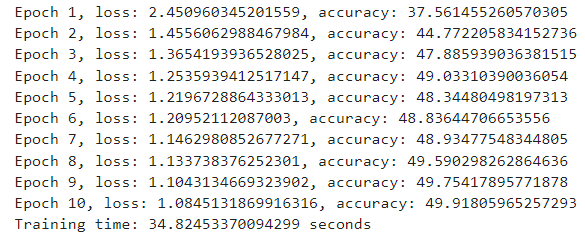 Epoch 1, loss: 2.450960345201559, accuracy: 37.561455260570305
Epoch 2, loss: 1.4556062988467984, accuracy: 44.772205834152736
Epoch 3, loss: 1.3654193936528025, accuracy: 47.885939036381515
Epoch 4, loss: 1.2535939412517147, accuracy: 49.03310390036054
Epoch 5, loss: 1.2196728864333013, accuracy: 48.34480498197313
Epoch 6, loss: 1.20952112087003, accuracy: 48.83644706653556
Epoch 7, loss: 1.1462980852677271, accuracy: 48.93477548344805
Epoch 8, loss: 1.133738376252301, accuracy: 49.590298262864636
Epoch 9, loss: 1.1043134669323902, accuracy: 49.75417895771878
Epoch 10, loss: 1.0845131869916316, accuracy: 49.91805965257293
Training time: 34.82453370094299 seconds